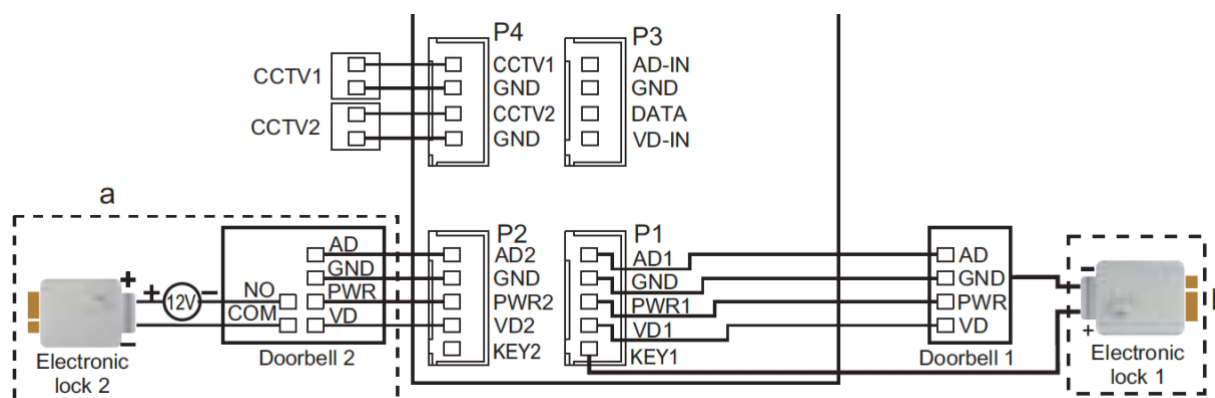 P4
P3
CCTV1
CCTV1
AD-IN
GND
GND
CCTV2
CCTV2
DATA
GND
VD-IN
a
P2
P1
AD
AD2
AD1
AD
GND
GND
GND
GND
+
+ 12V -
NO
PWR
PWR2
PWR1
PWR
COM
VD
VD2
VD1
VD
-
KEY2
KEY1
Doorbell 2
Doorbell 1
-
+
Electronic
lock 2
Electronic
lock 1